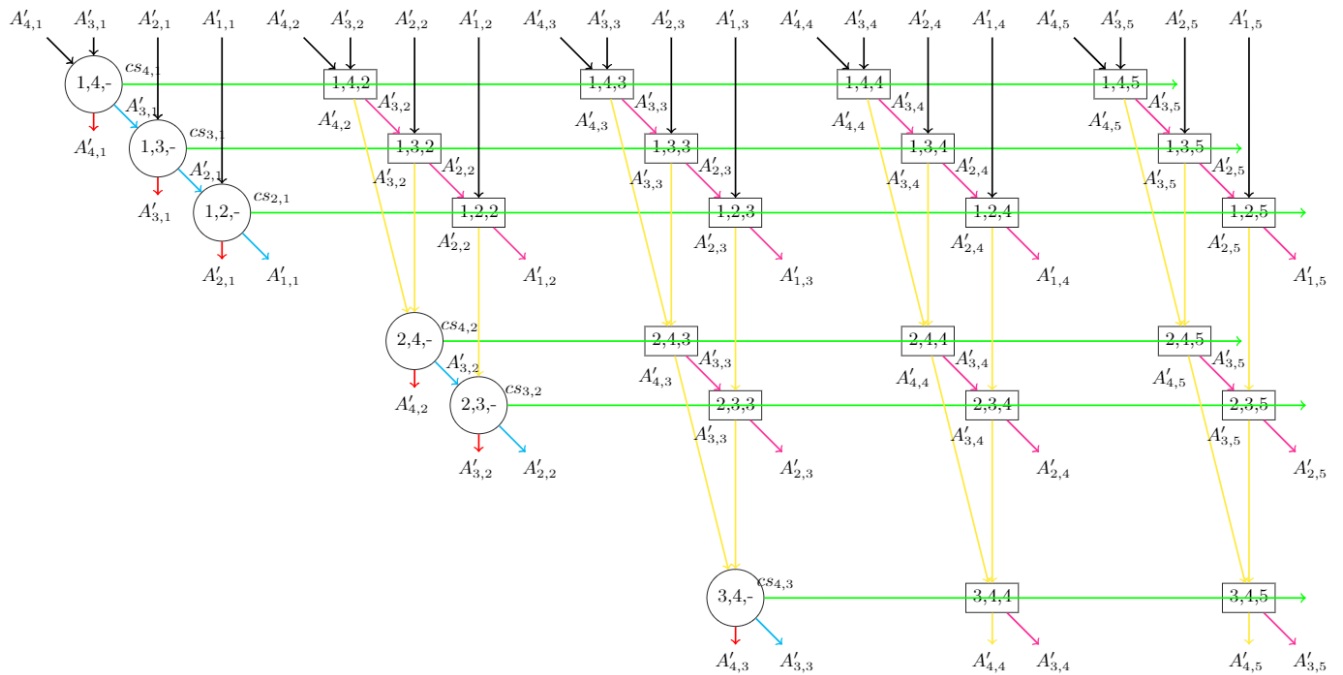 A′4,1 A′3,1 A′2,1 A′1,1 A′4,2 A′3,2 A′2,2 A′1,2 A′4,3 A′3,3 A′2,3 A′1,3 A′4,4 A′3,4 A′2,4 A′1,4 A′4,5 A′3,5 A′2,5 A′1,5
1,4,- cs4,1 1,4,2 1,4,3 1,4,4 1,4,5
A′3,1 A′3,2 A′3,3 A′3,4 A′3,5
A′4,1 A′4,2 A′4,3 A′4,4 A′4,5
1,3,- cs3,1 1,3,2 1,3,3 1,3,4 1,3,5
A′2,1 A′2,2 A′2,3 A′2,4 A′2,5
A′3,1 A′3,2 A′3,3 A′3,4 A′3,5
1,2,- cs2,1 1,2,2 1,2,3 1,2,4 1,2,5
A′2,2 A′2,3 A′2,4 A′2,5
A′2,1 A′1,1 A′1,2 A′1,3 A′1,4 A′1,5
2,4,- cs4,2 2,4,3 2,4,4 2,4,5
A′3,2 A′3,3 A′3,4 A′3,5
A′4,2 A′4,3 A′4,4 A′4,5
2,3,- cs3,2 2,3,3 2,3,4 2,3,5
A′3,3 A′3,4 A′3,5
A′3,2 A′2,2 A′2,3 A′2,4 A′2,5
3,4,- cs4,3 3,4,4 3,4,5
A′4,3 A′3,3 A′4,4 A′3,4 A′4,5 A′3,5